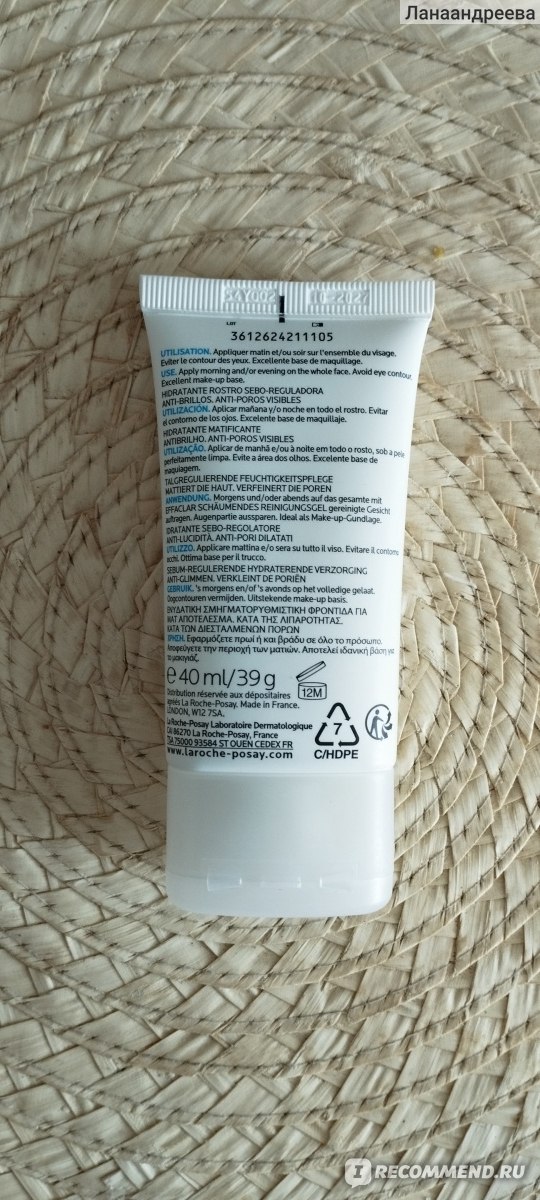 Ланаандреева
10-2027
LOT
3612624211105
UTILISATION. Appliquer matin et/ou soir sur l'ensemble du visage.
Eviter le contour des yeux. Excellente base de maquillage.
USE. Apply morning and/or evening on the whole face. Avoid eye contour.
Excellent make-up base.
HIDRATANTE ROSTRO SEBO-REGULADORA
ANTI-BRILLOS. ANTI-POROS VISIBLES
UTILIZACIÓN. Aplicar mañana y/o noche en todo el rostro. Evitar
el contorno de los ojos. Excelente base de maquillaje.
HIDRATANTE MATIFICANTE
ANTIBRILHO. ANTI-POROS VISÍVEIS
UTILIZAÇÃO. Aplicar de manhã e/ou à noite em todo o rosto, sob a pele
perfeitamente limpa. Evite a área dos olhos. Excelente base de
maquiagem.
TALGREGULIERENDE FEUCHTIGKEITSPFLEGE
MATTIERT DIE HAUT. VERFEINERT DIE POREN
ANWENDUNG. Morgens und/oder abends auf das gesamte mit
EFFACLAR SCHÄUMENDES REINIGUNGSGEL gereinigte Gesicht
auftragen. Augenpartie aussparen. Ideal als Make-up-Gundlage.
IDRATANTE SEBO-REGOLATORE
ANTI-LUCIDITÀ. ANTI-PORI DILATATI
UTILIZZO. Applicare mattina e/o sera su tutto il viso. Evitare il contorno
occhi. Ottima base per il trucco.
SEBUM-REGULERENDE HYDRATERENDE VERZORGING
ANTI-GLIMMEN. VERKLEINT DE PORIËN
GEBRUIK. 's morgens en/of 's avonds op het volledige gelaat.
Oogcontouren vermijden. Uitstekende make-up basis.
ΕΝΥΔΑΤΙΚΗ ΣΜΗΓΜΑΤΟΡΥΘΜΙΣΤΙΚΗ ΦΡΟΝΤΙΔΑ ΓΙΑ
ΜΑΤ ΑΠΟΤΕΛΕΣΜΑ. ΚΑΤΑ ΤΗΣ ΛΙΠΑΡΟΤΗΤΑΣ.
ΚΑΤΑ ΤΩΝ ΔΙΕΣΤΑΛΜΕΝΩΝ ΠΟΡΩΝ
ΧΡΗΣΗ. Εφαρμόζετε πρωί ή και βράδυ σε όλο το πρόσωπο.
Αποφεύγετε την περιοχή των ματιών. Αποτελεί ιδανική βάση για
το μακιγιάζ.
℮ 40 ml/39 g
12M
Distribution réservée aux dépositaires
agréés La Roche-Posay. Made in France.
LONDON, W12 7SA.
La Roche-Posay Laboratoire Dermatologique
CAI 86270 La Roche-Posay, France
TSA 75000 93584 ST OUEN CEDEX FR
www.laroche-posay.com
7
C/HDPE
IRECOMMEND.RU